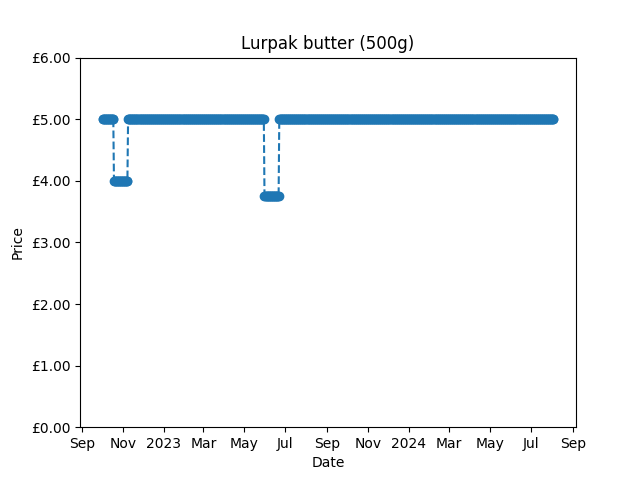 Lurpak butter (500g)
£6.00
£5.00
£4.00
£3.00
£2.00
£1.00
£0.00
Price
Sep Nov 2023 Mar May Jul Sep Nov 2024 Mar May Jul Sep
Date